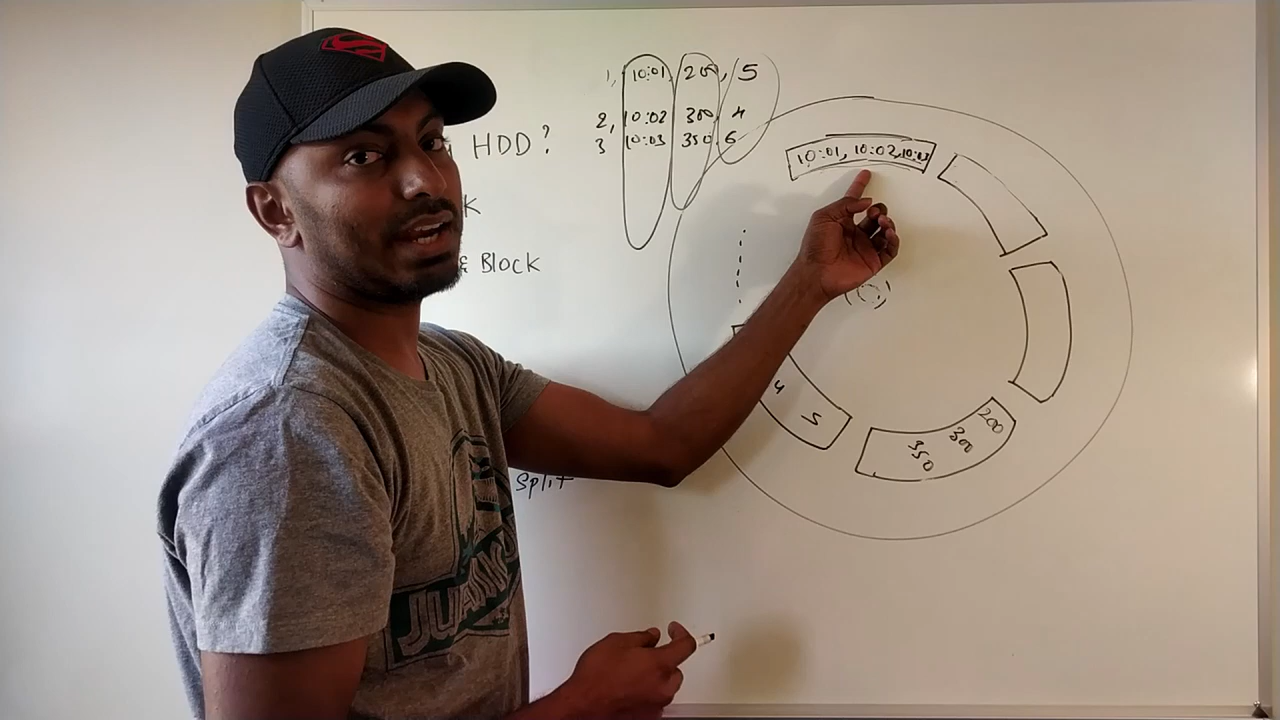 1, 10:01, 200, 5
2, 10:02 300, 4
3 10:03 350, 6
HDD?
K
& Block
Split
10:01, 10:02, 10:03
200
300
350
5
4